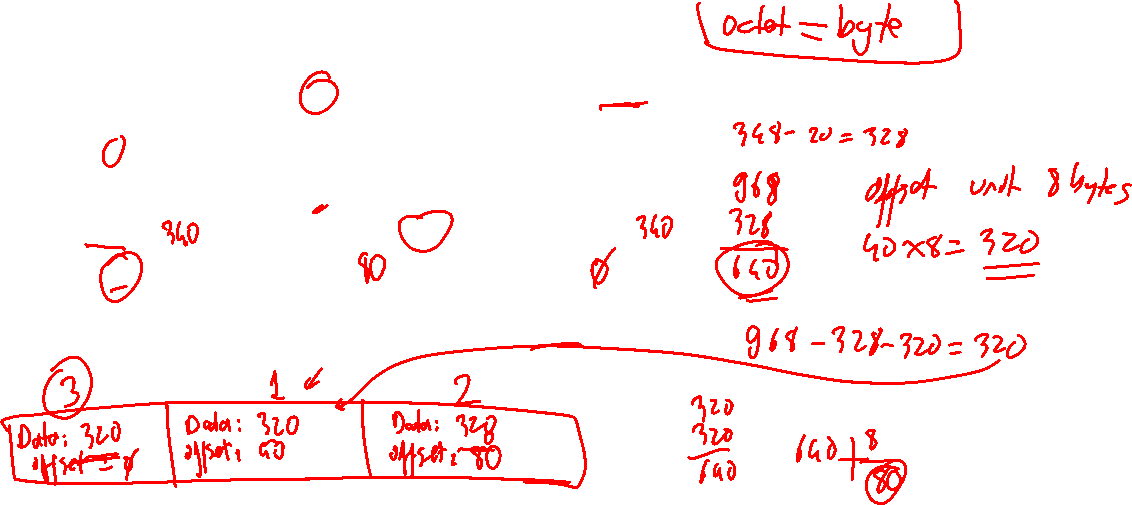 octet = byte
348 - 20 = 328
968
offset unit 8 bytes
340
340
328
40 x 8 = 320
80
ø
640
968 - 328 - 320 = 320
3
1
2
Data: 320
offset = ø
Data: 320
offset: 40
Data: 328
offset: 80
320
320
640
640 8
80